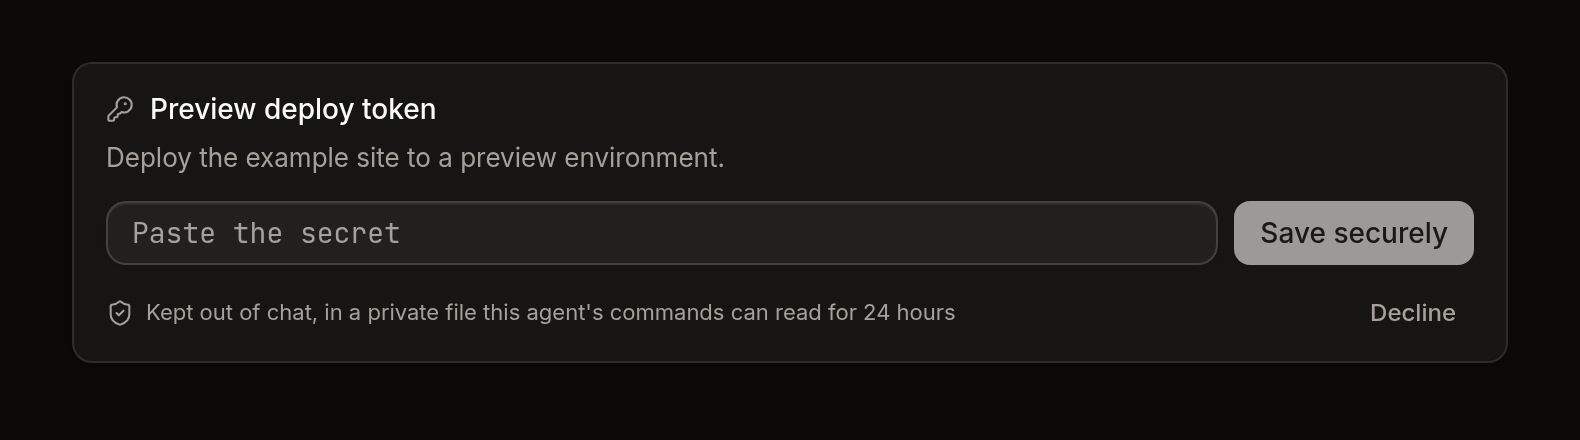 Preview deploy token
Deploy the example site to a preview environment.
Paste the secret
Save securely
Kept out of chat, in a private file this agent's commands can read for 24 hours
Decline